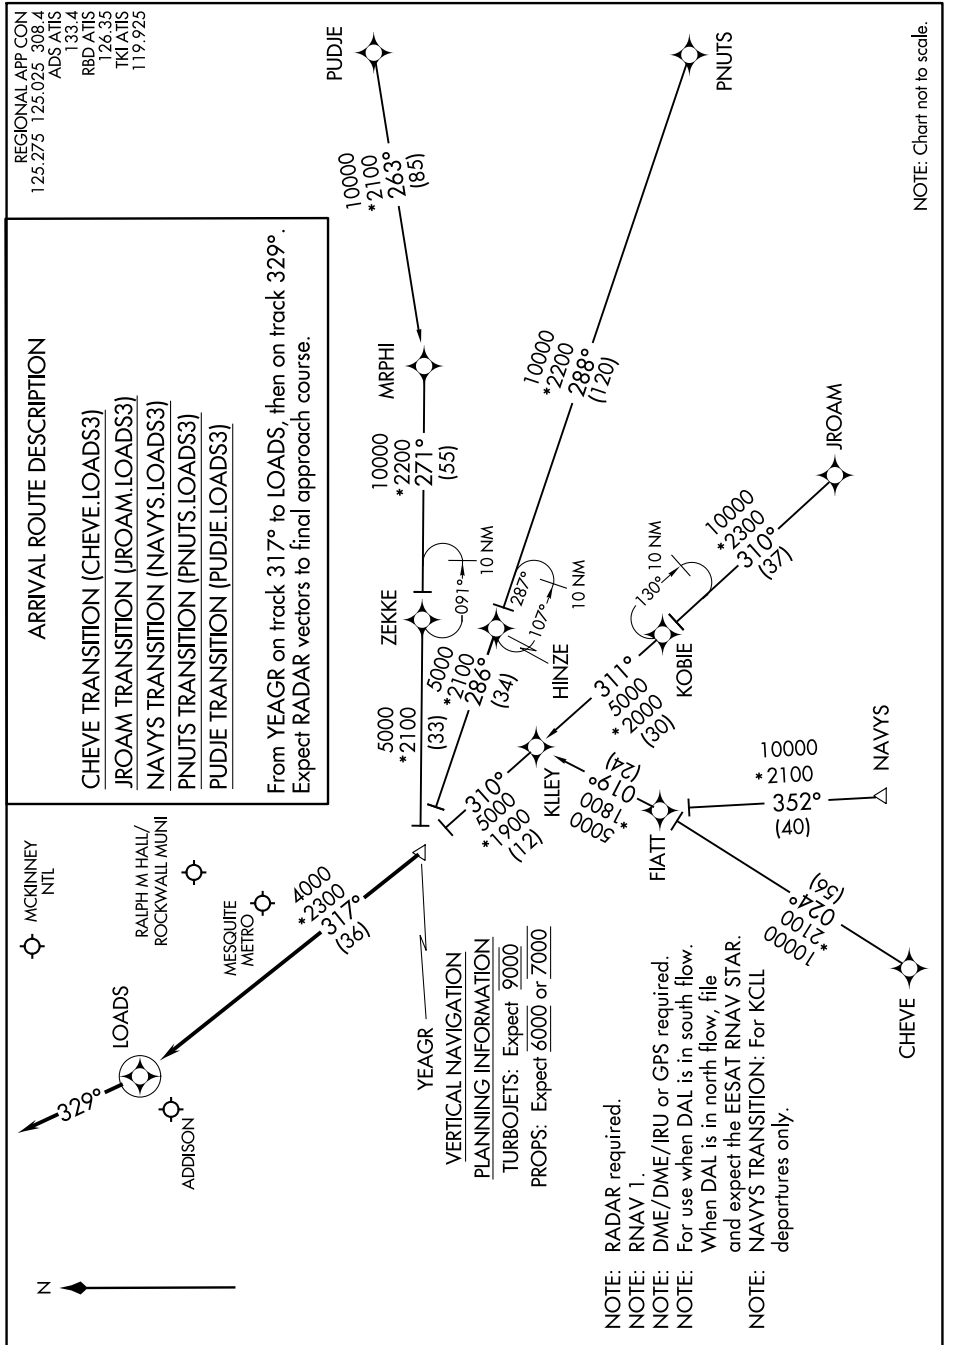 REGIONAL APP CON
125.275 125.025 308.4
ADS ATIS
133.4
RBD ATIS
126.35
TKI ATIS
119.925
ARRIVAL ROUTE DESCRIPTION
CHEVE TRANSITION (CHEVE.LOADS3)
JROAM TRANSITION (JROAM.LOADS3)
NAVYS TRANSITION (NAVYS.LOADS3)
PNUTS TRANSITION (PNUTS.LOADS3)
PUDJE TRANSITION (PUDJE.LOADS3)
From YEAGR on track 317° to LOADS, then on track 329°.
Expect RADAR vectors to final approach course.
N
MCKINNEY
NTL
RALPH M HALL/
ROCKWALL MUNI
MESQUITE
METRO
LOADS
329°
ADDISON
4000
*2300
317°
(36)
YEAGR
VERTICAL NAVIGATION
PLANNING INFORMATION
TURBOJETS: Expect 9000
PROPS: Expect 6000 or 7000
PUDJE
10000
*2100
263°
(85)
MRPHI
10000
*2200
271°
(55)
ZEKKE
091°
10 NM
5000
*2100
(33)
PNUTS
10000
*2200
288°
(120)
HINZE
287°
107°
10 NM
5000
*2100
286°
(34)
JROAM
10000
*2300
310°
(37)
KOBIE
130°
10 NM
311°
5000
*2000
(30)
KLLEY
310°
5000
*1900
(12)
(24)
019°
*1800
5000
FIATT
NAVYS
10000
*2100
352°
(40)
CHEVE
(56)
024°
*2100
10000
NOTE: RADAR required.
NOTE: RNAV 1.
NOTE: DME/DME/IRU or GPS required.
NOTE: For use when DAL is in south flow.
When DAL is in north flow, file
and expect the EESAT RNAV STAR.
NOTE: NAVYS TRANSITION: For KCLL
departures only.
NOTE: Chart not to scale.